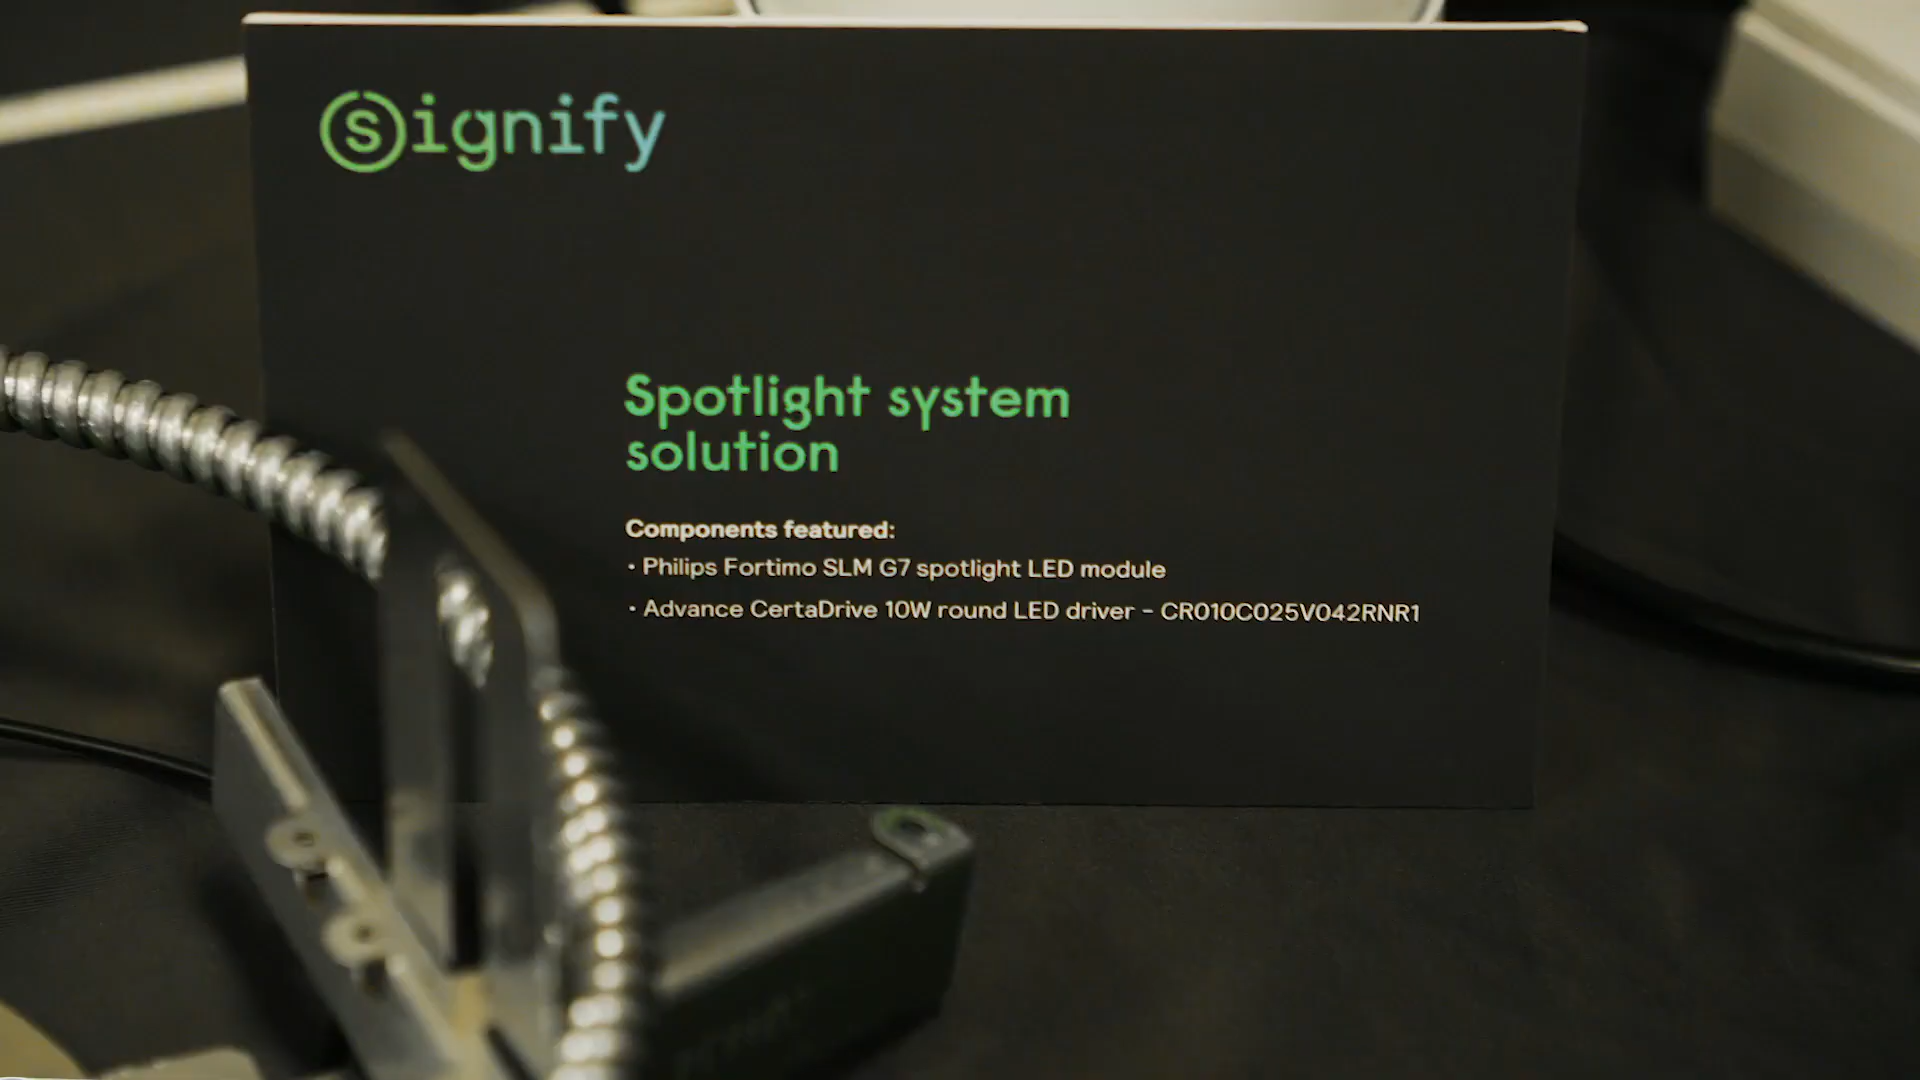 signify
Spotlight system
solution
Components featured:
• Philips Fortimo SLM G7 spotlight LED module
• Advance CertaDrive 10W round LED driver – CR010C025V042RNR1